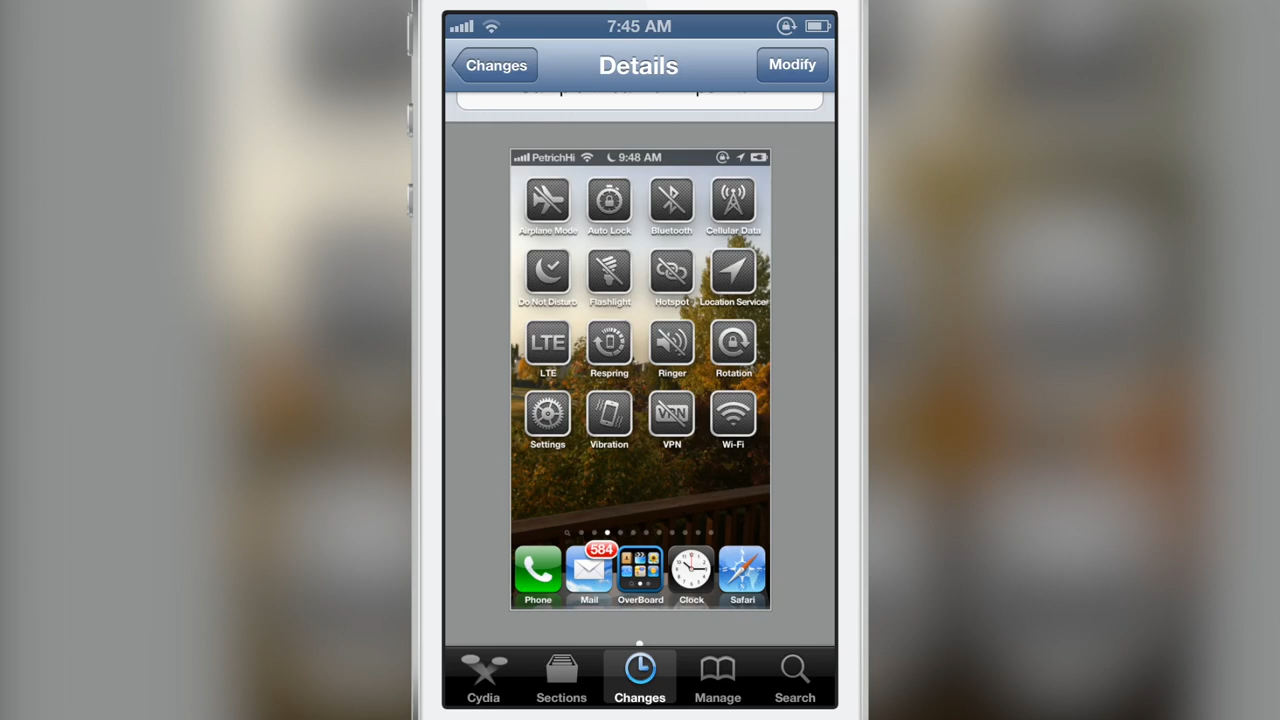 7:45 AM
Changes
Details
Modify
PetrichHi
9:48 AM
Airplane Mode
Auto Lock
Bluetooth
Cellular Data
Do Not Disturb
Flashlight
Hotspot
Location Service
LTE
LTE
Respring
Ringer
Rotation
VPN
Settings
Vibration
VPN
Wi-Fi
584
Phone
Mail
OverBoard
Clock
Safari
Cydia
Sections
Changes
Manage
Search